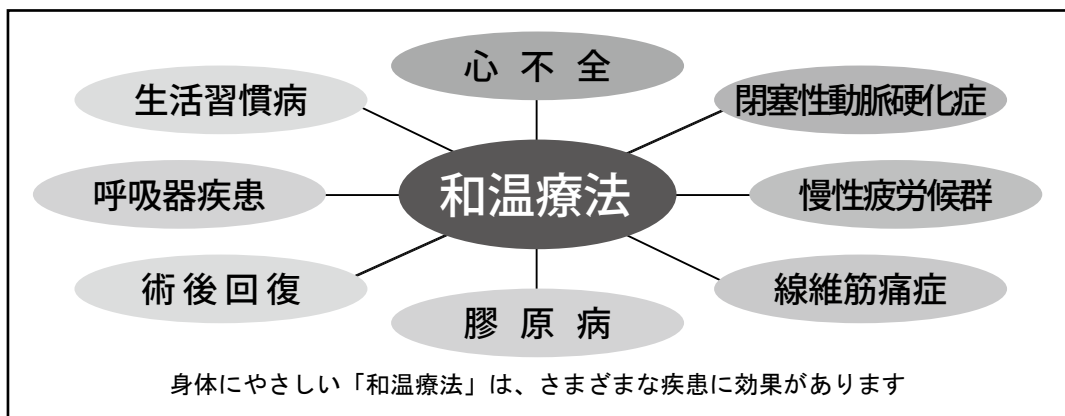 心不全
生活習慣病
閉塞性動脈硬化症
呼吸器疾患
和温療法
慢性疲労候群
術後回復
線維筋痛症
膠原病
身体にやさしい「和温療法」は、さまざまな疾患に効果があります